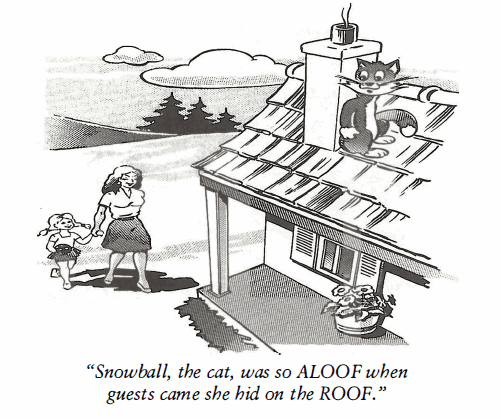 “Snowball, the cat, was so ALOOF when
guests came she hid on the ROOF.”